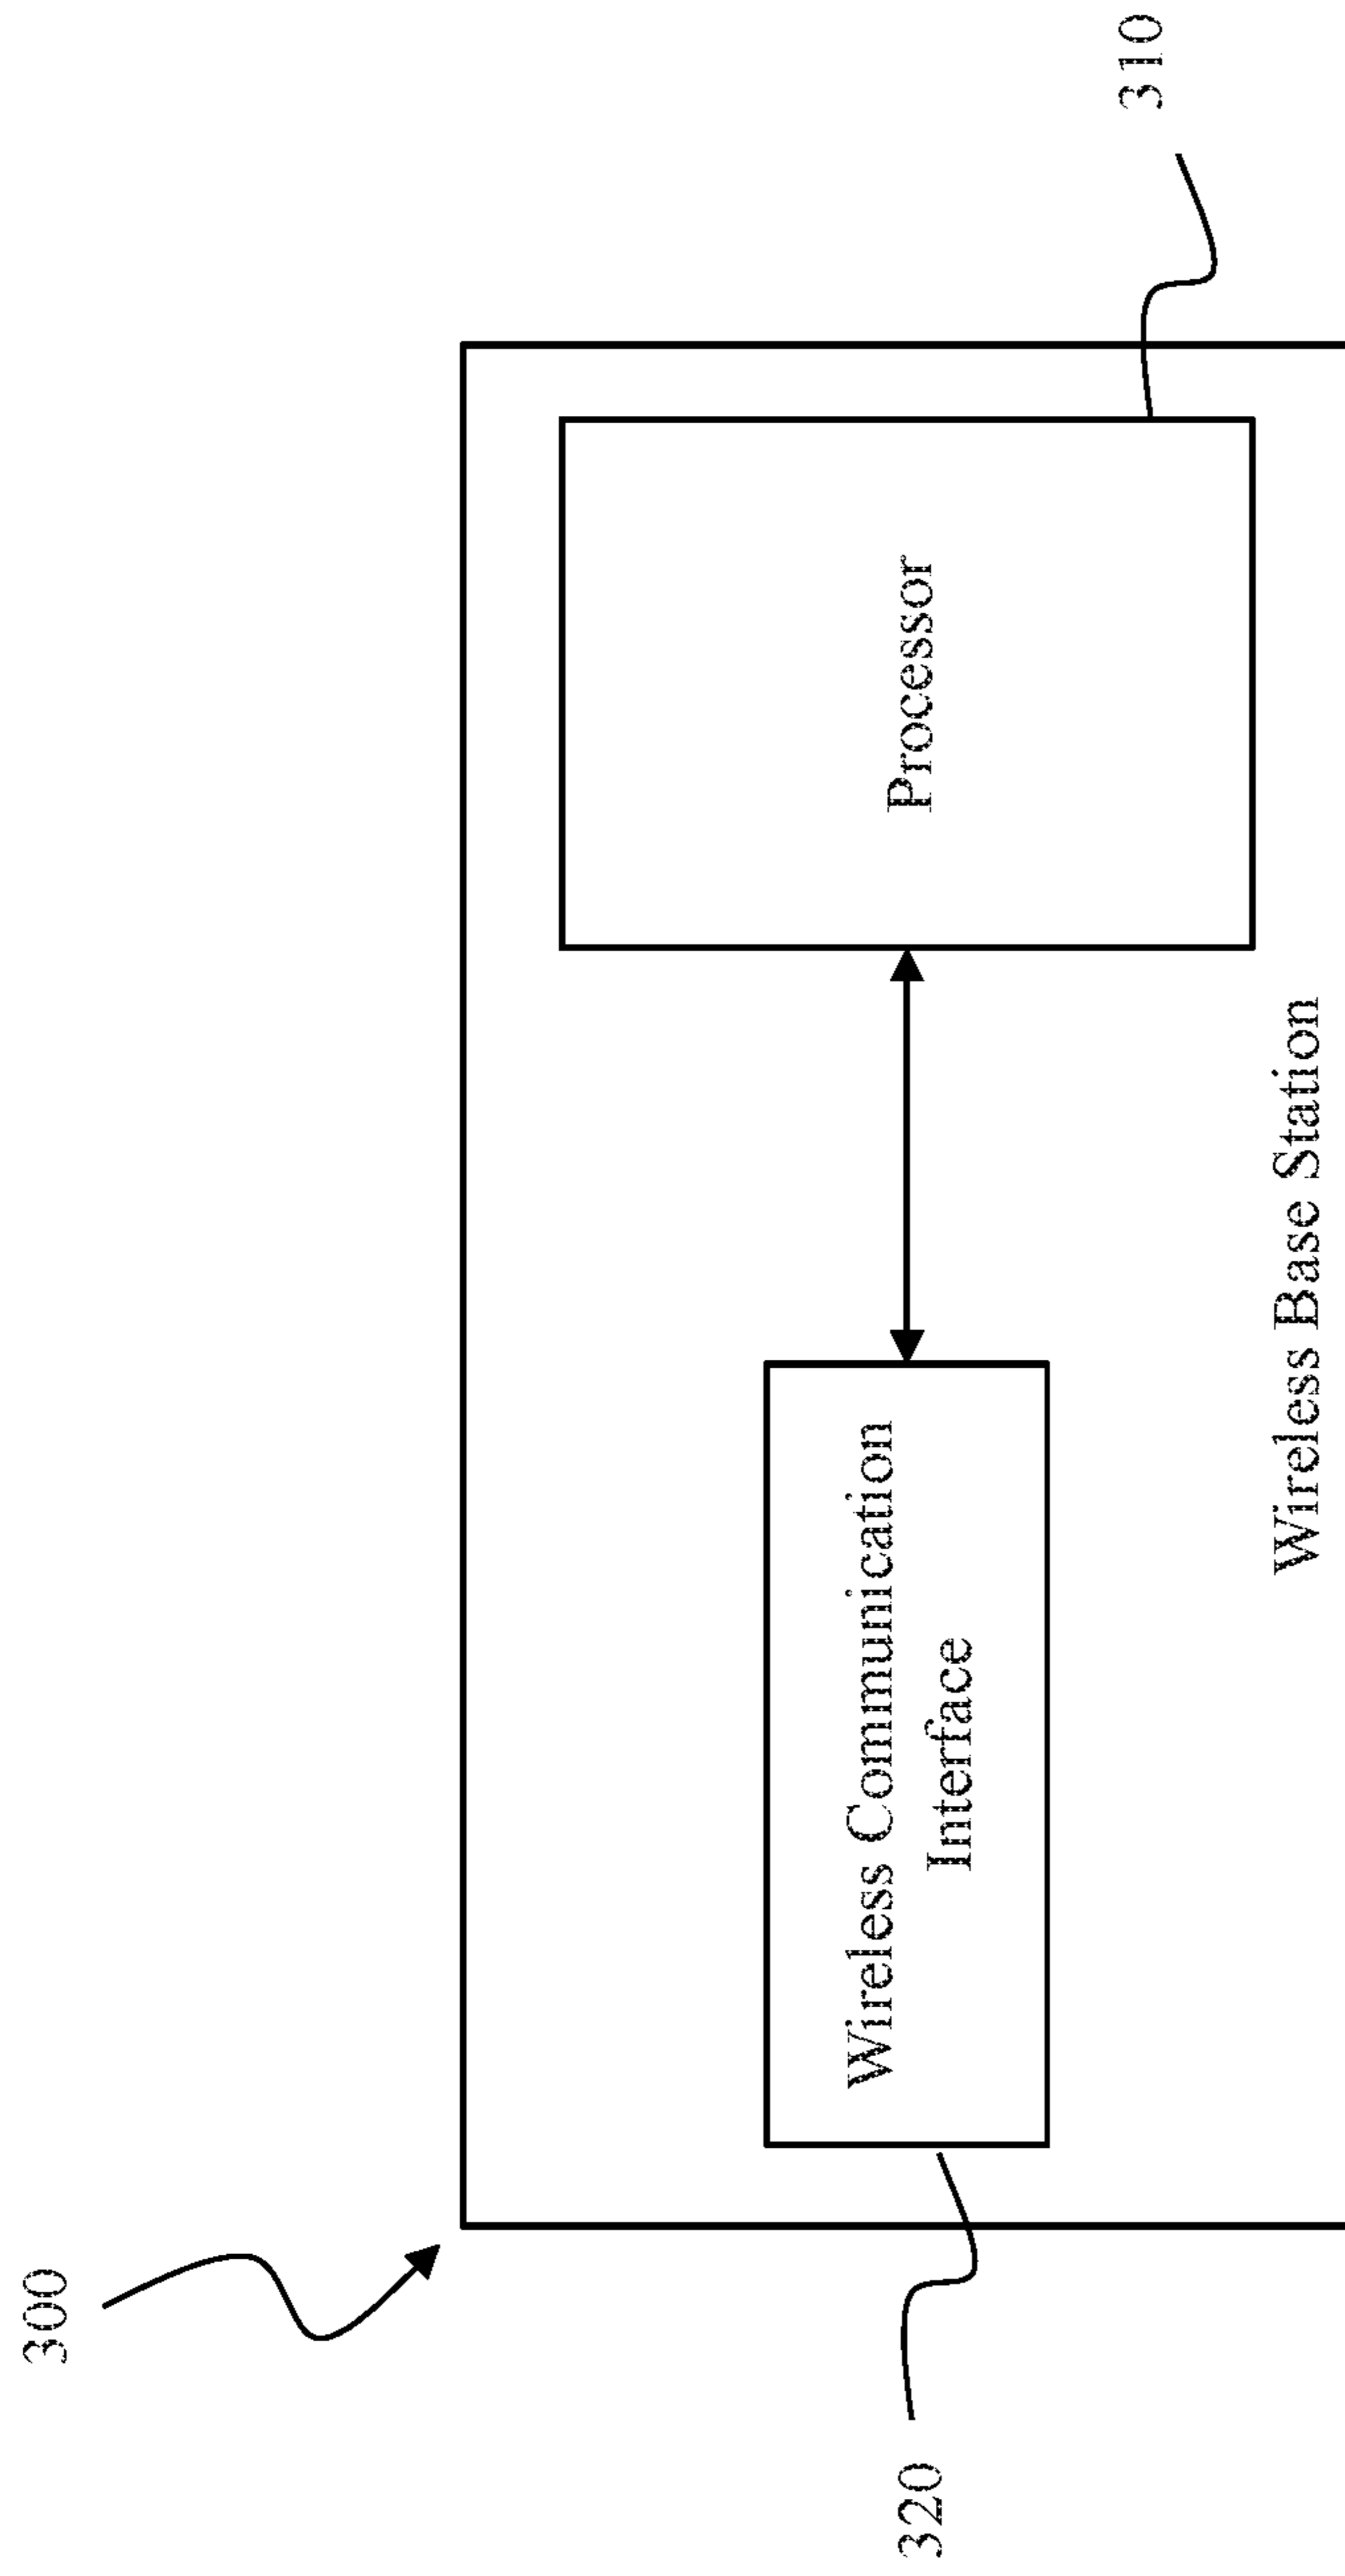 300
320
Wireless Communication
Interface
Processor
310
Wireless Base Station